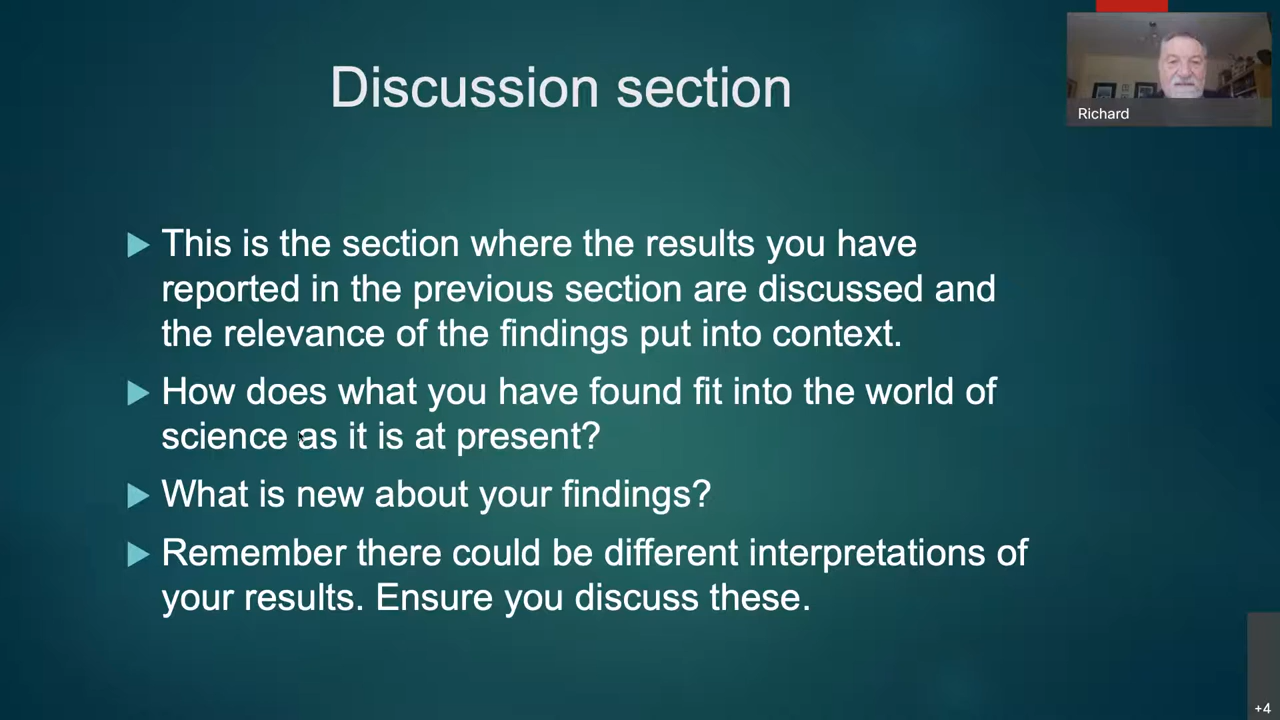 Discussion section
Richard
This is the section where the results you have
reported in the previous section are discussed and
the relevance of the findings put into context.
How does what you have found fit into the world of
science as it is at present?
What is new about your findings?
Remember there could be different interpretations of
your results. Ensure you discuss these.
+4